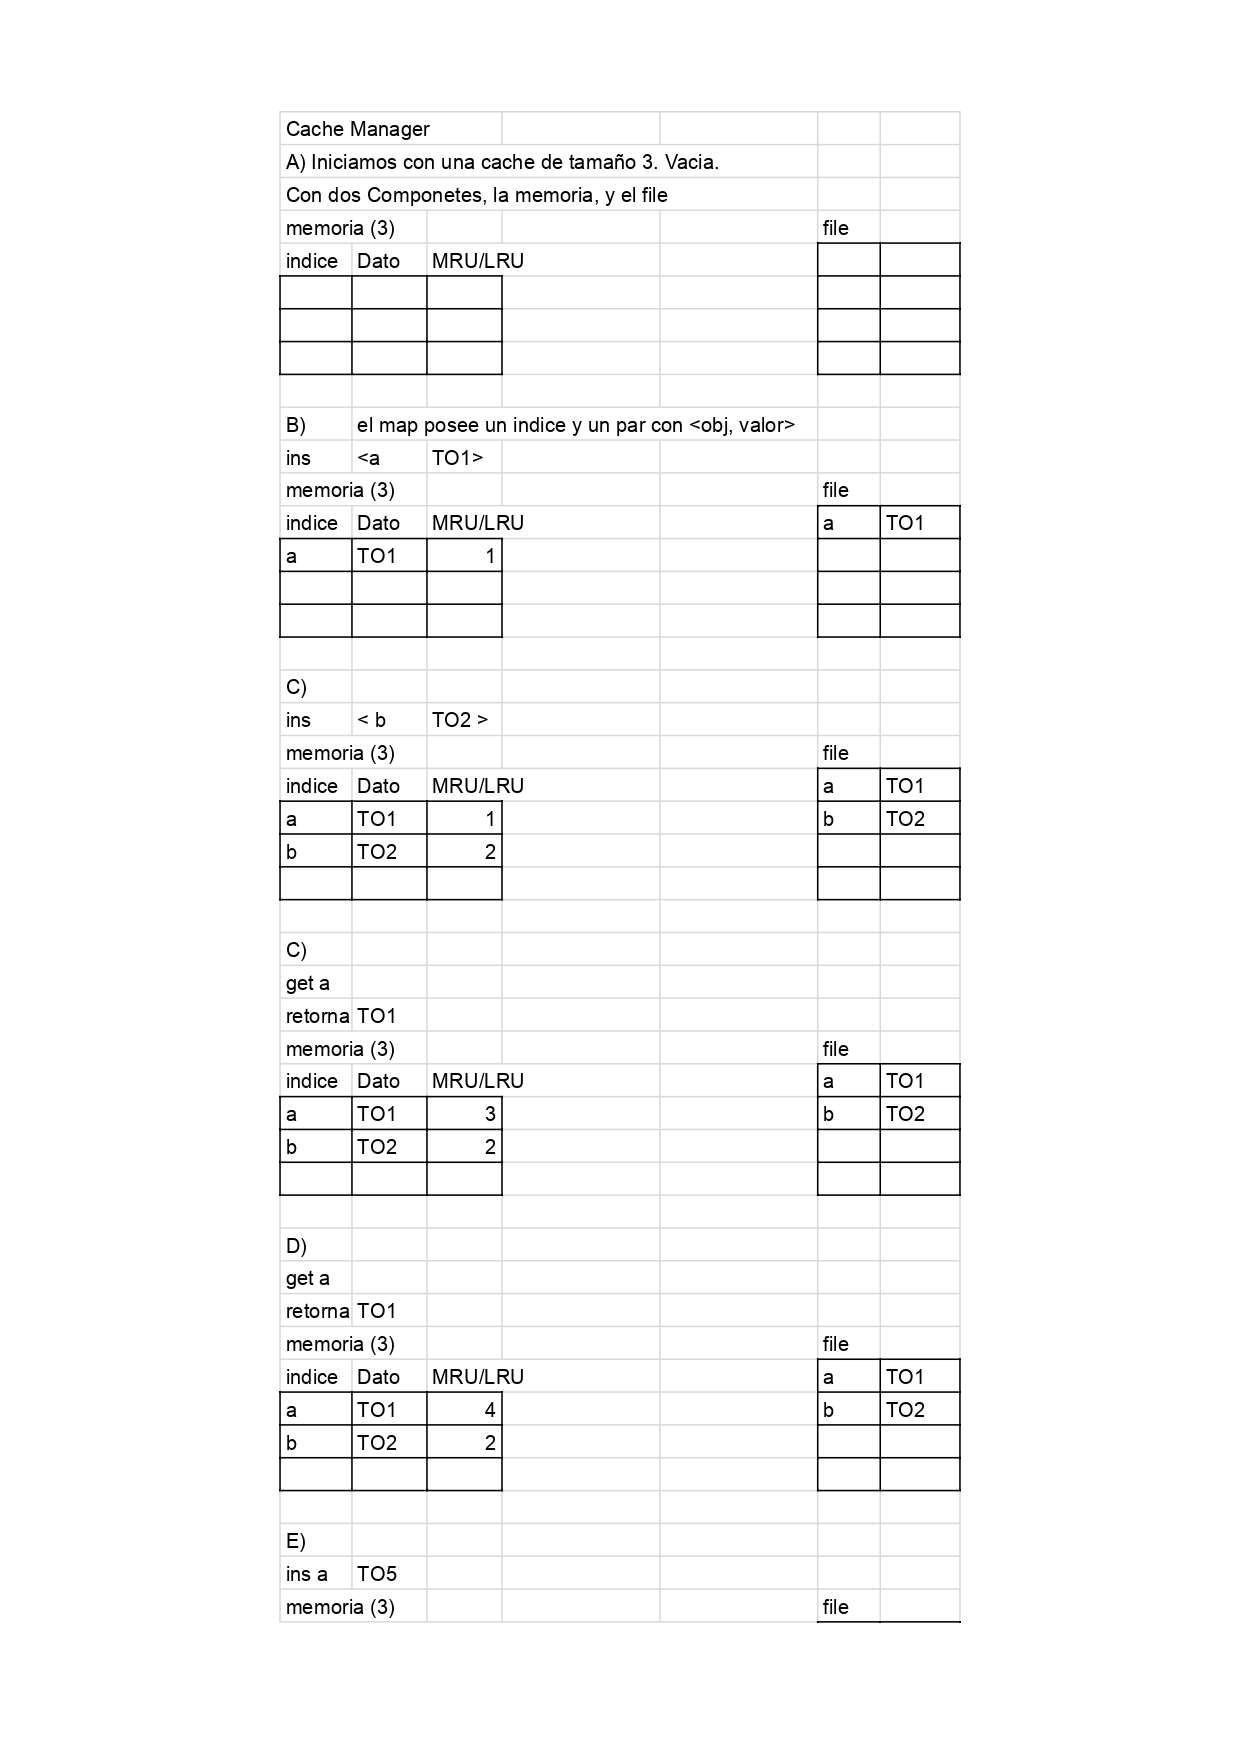 Cache Manager
A) Iniciamos con una cache de tamaño 3. Vacia.
Con dos Componetes, la memoria, y el file
memoria (3) file
indice Dato MRU/LRU
B) el map posee un indice y un par con <obj, valor>
ins <a TO1>
memoria (3) file
indice Dato MRU/LRU a TO1
a TO1 1
C)
ins < b TO2 >
memoria (3) file
indice Dato MRU/LRU a TO1
a TO1 1 b TO2
b TO2 2
C)
get a
retorna TO1
memoria (3) file
indice Dato MRU/LRU a TO1
a TO1 3 b TO2
b TO2 2
D)
get a
retorna TO1
memoria (3) file
indice Dato MRU/LRU a TO1
a TO1 4 b TO2
b TO2 2
E)
ins a TO5
memoria (3) file